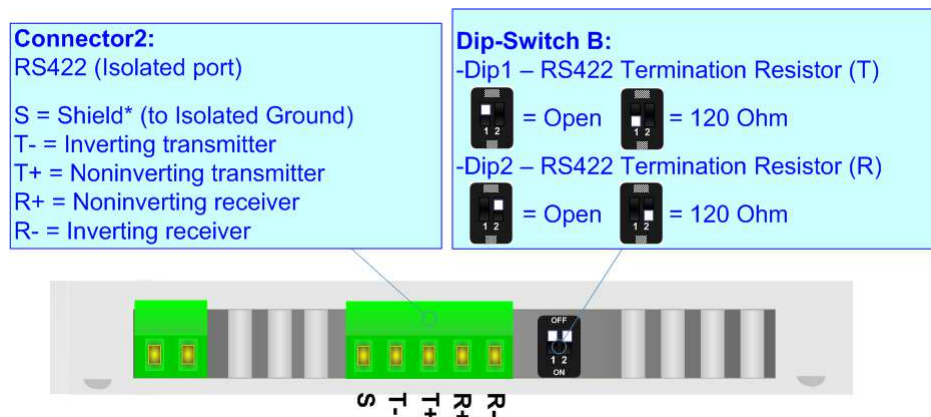 Connector2:
RS422 (Isolated port)
S = Shield* (to Isolated Ground)
T- = Inverting transmitter
T+ = Noninverting transmitter
R+ = Noninverting receiver
R- = Inverting receiver
Dip-Switch B:
-Dip1 – RS422 Termination Resistor (T)
1 2 = Open 1 2 = 120 Ohm
-Dip2 – RS422 Termination Resistor (R)
1 2 = Open 1 2 = 120 Ohm
OFF
1 2
ON
S T- T+ R+ R-